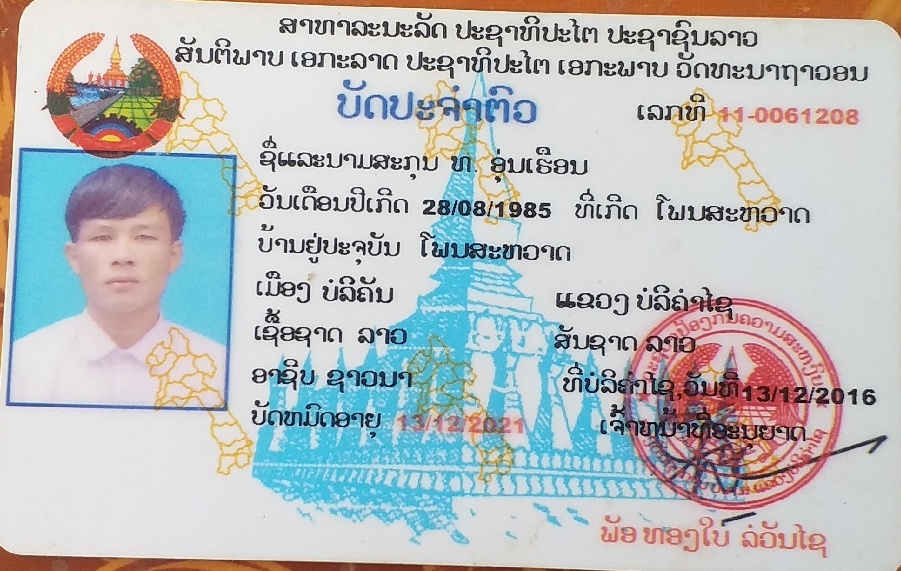 ສາທາລະນະລັດ ປະຊາທິປະໄຕ ປະຊາຊົນລາວ
ສັນຕິພາບ ເອກະລາດ ປະຊາທິປະໄຕ ເອກະພາບ ວັດທະນາຖາວອນ
ບັດປະຈຳຕົວ ເລກທີ 11-0061208
ຊື່ແລະນາມສະກຸນ ທ. ອຸ່ນເຮືອນ
ວັນເດືອນປີເກີດ 28/08/1985 ທີ່ເກີດ ໂພນສະຫວາດ
ບ້ານຢູ່ປະຈຸບັນ ໂພນສະຫວາດ
ເມືອງ ບໍລິຄັນ ແຂວງ ບໍລິຄຳໄຊ
ເຊື້ອຊາດ ລາວ ສັນຊາດ ລາວ
ອາຊີບ ຊາວນາ ທີ່ບໍລິຄຳໄຊ,ວັນທີ13/12/2016
ບັດຫມົດອາຍຸ 13/12/2021 ເຈົ້າຫນ້າທີ່ອະນຸຍາດ
ພັອ ທອງໃບ ລ່ວັນໄຊ